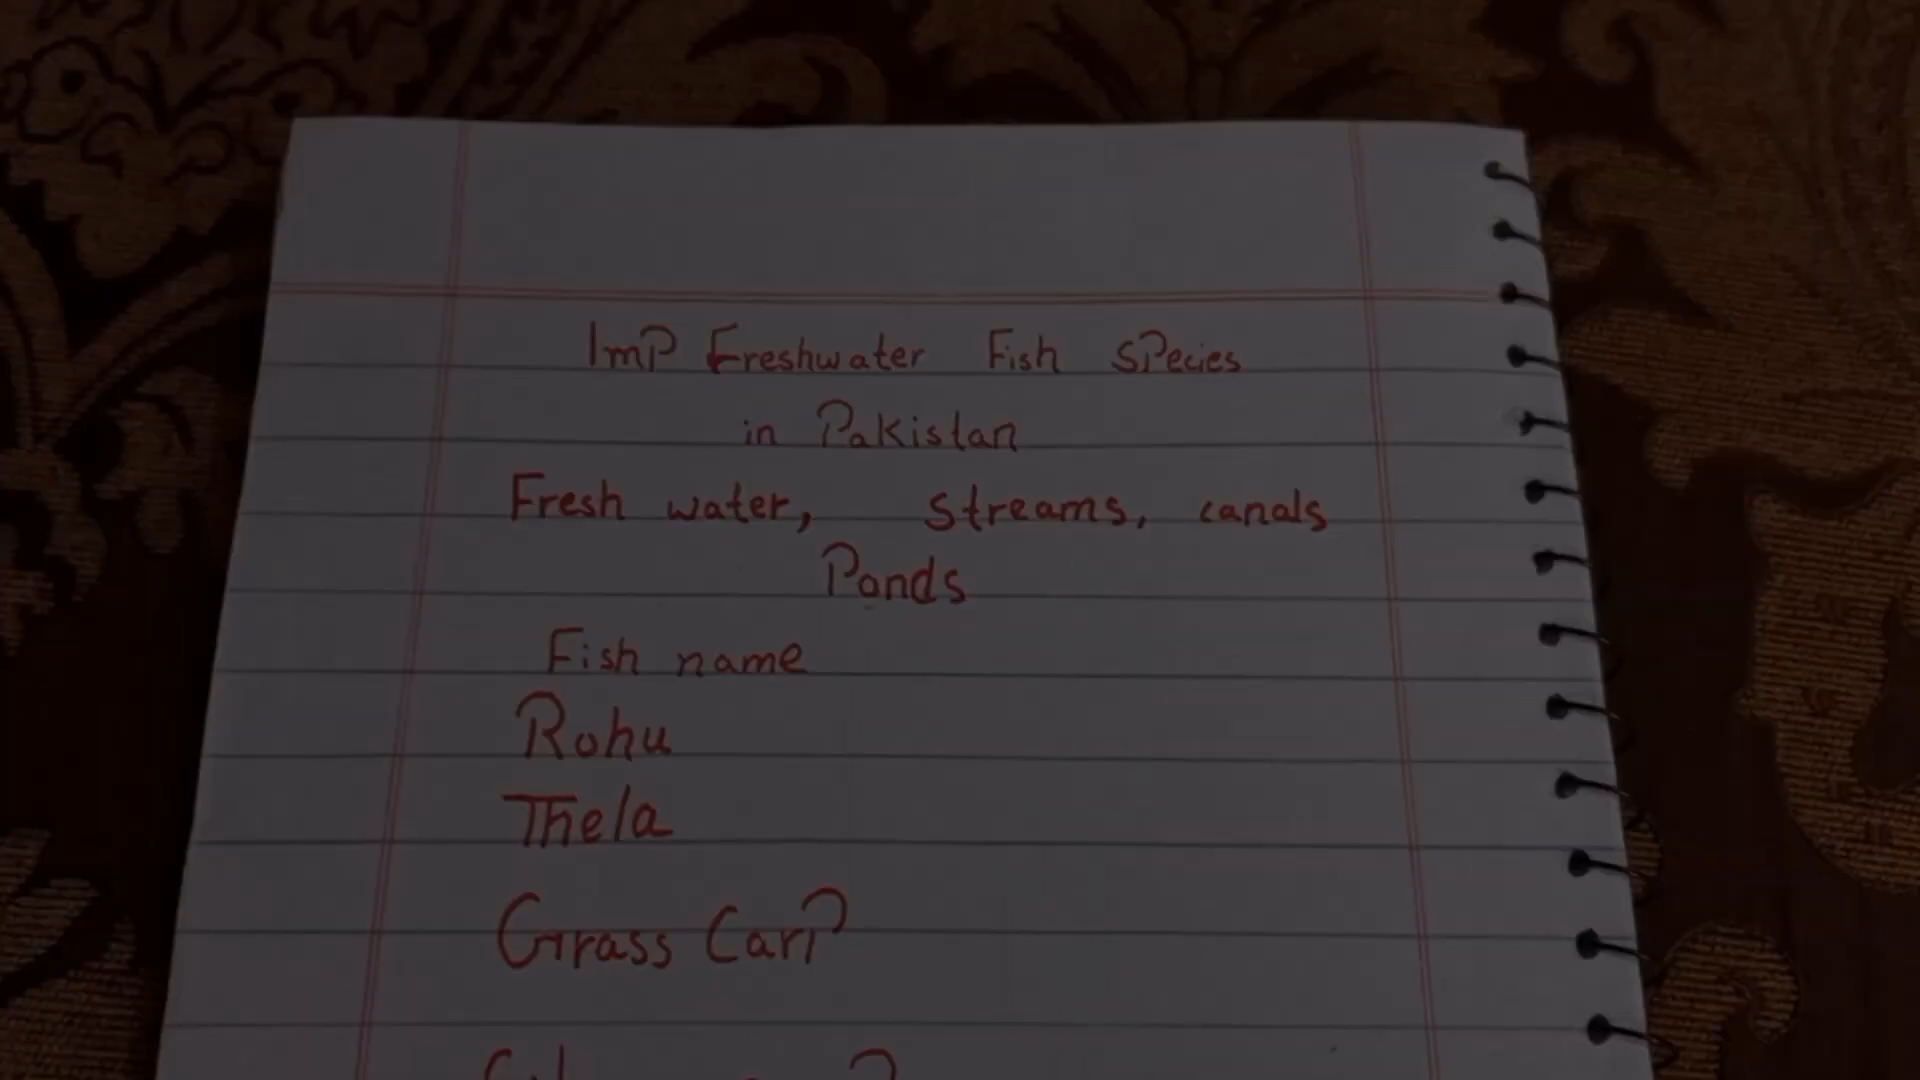 Imp Freshwater Fish Species
in Pakistan
Fresh water, streams, canals
Ponds
Fish name
Rohu
Thela
Grass Carp